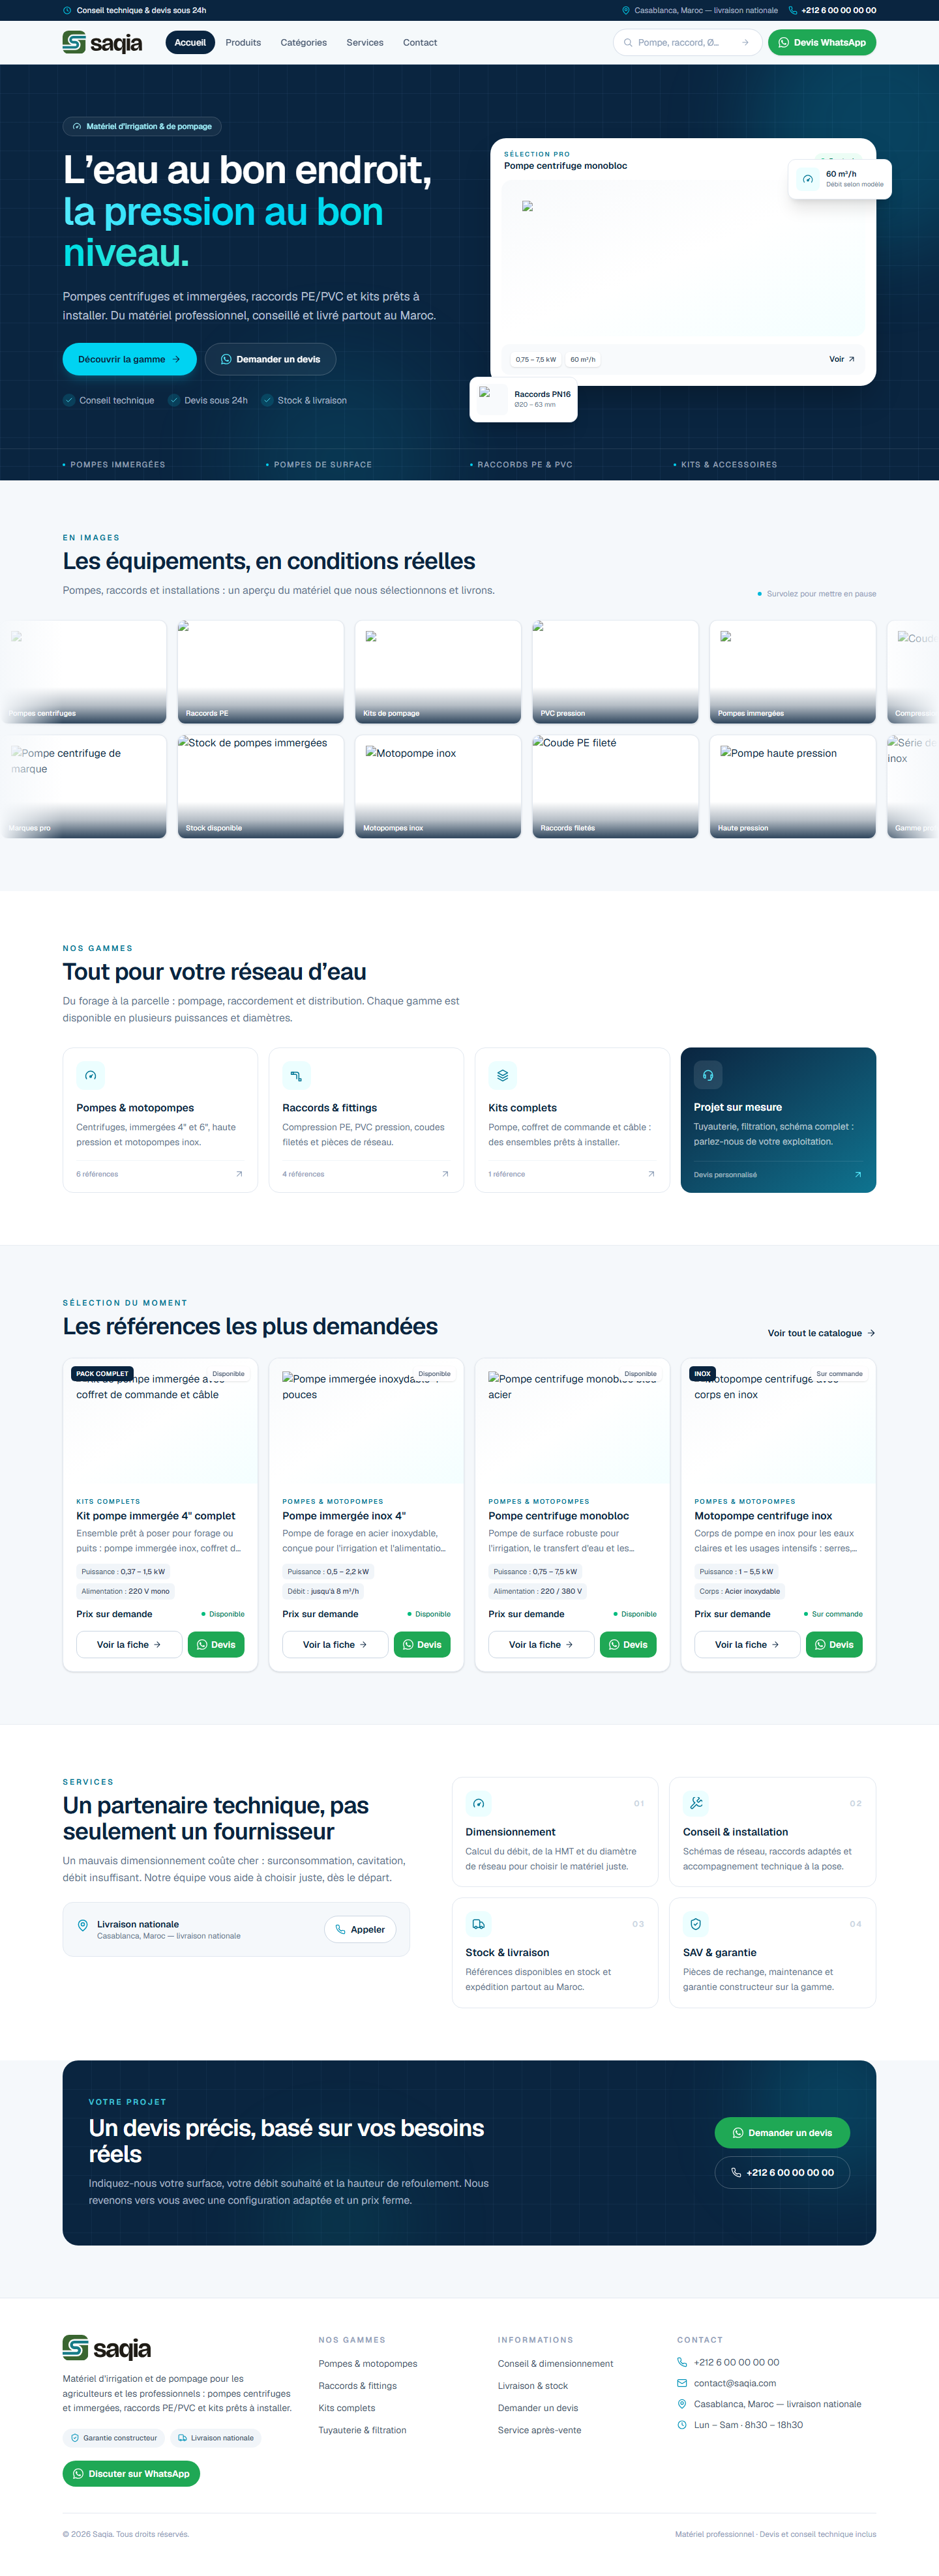 Conseil technique & devis sous 24h
Casablanca, Maroc — livraison nationale
+212 6 00 00 00 00
saqia
Accueil
Produits
Catégories
Services
Contact
Pompe, raccord, Ø...
Devis WhatsApp
Matériel d'irrigation & de pompage
L'eau au bon endroit,
la pression au bon
niveau.
Pompes centrifuges et immergées, raccords PE/PVC et kits prêts à
installer. Du matériel professionnel, conseillé et livré partout au Maroc.
Découvrir la gamme
Demander un devis
Conseil technique
Devis sous 24h
Stock & livraison
SÉLECTION PRO
Pompe centrifuge monobloc
60 m³/h
Débit selon modèle
0,75 – 7,5 kW
60 m³/h
Voir
Raccords PN16
Ø20 – 63 mm
POMPES IMMERGÉES
POMPES DE SURFACE
RACCORDS PE & PVC
KITS & ACCESSOIRES
EN IMAGES
Les équipements, en conditions réelles
Pompes, raccords et installations : un aperçu du matériel que nous sélectionnons et livrons.
Survolez pour mettre en pause
Pompes centrifuges
Raccords PE
Kits de pompage
PVC pression
Pompes immergées
Pompe centrifuge de
marque
Stock de pompes immergées
Motopompe inox
Coude PE fileté
Pompe haute pression
Série de
inox
Marques pro
Stock disponible
Motopompes inox
Raccords filetés
Haute pression
NOS GAMMES
Tout pour votre réseau d'eau
Du forage à la parcelle : pompage, raccordement et distribution. Chaque gamme est
disponible en plusieurs puissances et diamètres.
Pompes & motopompes
Centrifuges, immergées 4" et 6", haute
pression et motopompes inox.
6 références
Raccords & fittings
Compression PE, PVC pression, coudes
filetés et pièces de réseau.
4 références
Kits complets
Pompe, coffret de commande et câble :
des ensembles prêts à installer.
1 référence
Projet sur mesure
Tuyauterie, filtration, schéma complet :
parlez-nous de votre exploitation.
Devis personnalisé
SÉLECTION DU MOMENT
Les références les plus demandées
Voir tout le catalogue
PACK COMPLET
Disponible
pompe immergée avec
coffret de commande et câble
KITS COMPLETS
Kit pompe immergée 4" complet
Ensemble prêt à poser pour forage ou
puits : pompe immergée inox, coffret d...
Puissance : 0,37 – 1,5 kW
Alimentation : 220 V mono
Prix sur demande
Disponible
Voir la fiche
Devis
Disponible
Pompe immergée inoxydable
pouces
POMPES & MOTOPOMPES
Pompe immergée inox 4"
Pompe de forage en acier inoxydable,
conçue pour l'irrigation et l'alimentatio...
Puissance : 0,5 – 2,2 kW
Débit : jusqu'à 8 m³/h
Prix sur demande
Disponible
Voir la fiche
Devis
Disponible
Pompe centrifuge monobloc
acier
POMPES & MOTOPOMPES
Pompe centrifuge monobloc
Pompe de surface robuste pour
l'irrigation, le transfert d'eau et les...
Puissance : 0,75 – 7,5 kW
Alimentation : 220 / 380 V
Prix sur demande
Disponible
Voir la fiche
Devis
INOX
Sur commande
Motopompe centrifuge avec
corps en inox
POMPES & MOTOPOMPES
Motopompe centrifuge inox
Corps de pompe en inox pour les eaux
claires et les usages intensifs : serres,...
Puissance : 1 – 5,5 kW
Corps : Acier inoxydable
Prix sur demande
Sur commande
Voir la fiche
Devis
SERVICES
Un partenaire technique, pas
seulement un fournisseur
Un mauvais dimensionnement coûte cher : surconsommation, cavitation,
débit insuffisant. Notre équipe vous aide à choisir juste, dès le départ.
Livraison nationale
Casablanca, Maroc — livraison nationale
Appeler
01
Dimensionnement
Calcul du débit, de la HMT et du diamètre
de réseau pour choisir le matériel juste.
02
Conseil & installation
Schémas de réseau, raccords adaptés et
accompagnement technique à la pose.
03
Stock & livraison
Références disponibles en stock et
expédition partout au Maroc.
04
SAV & garantie
Pièces de rechange, maintenance et
garantie constructeur sur la gamme.
VOTRE PROJET
Un devis précis, basé sur vos besoins
réels
Indiquez-nous votre surface, votre débit souhaité et la hauteur de refoulement. Nous
revenons vers vous avec une configuration adaptée et un prix ferme.
Demander un devis
+212 6 00 00 00 00
saqia
Matériel d'irrigation et de pompage pour les
agriculteurs et les professionnels : pompes centrifuges
et immergées, raccords PE/PVC et kits prêts à installer.
Garantie constructeur
Livraison nationale
Discuter sur WhatsApp
NOS GAMMES
Pompes & motopompes
Raccords & fittings
Kits complets
Tuyauterie & filtration
INFORMATIONS
Conseil & dimensionnement
Livraison & stock
Demander un devis
Service après-vente
CONTACT
+212 6 00 00 00 00
contact@saqia.com
Casablanca, Maroc — livraison nationale
Lun – Sam · 8h30 – 18h30
© 2026 Saqia. Tous droits réservés.
Matériel professionnel · Devis et conseil technique inclus